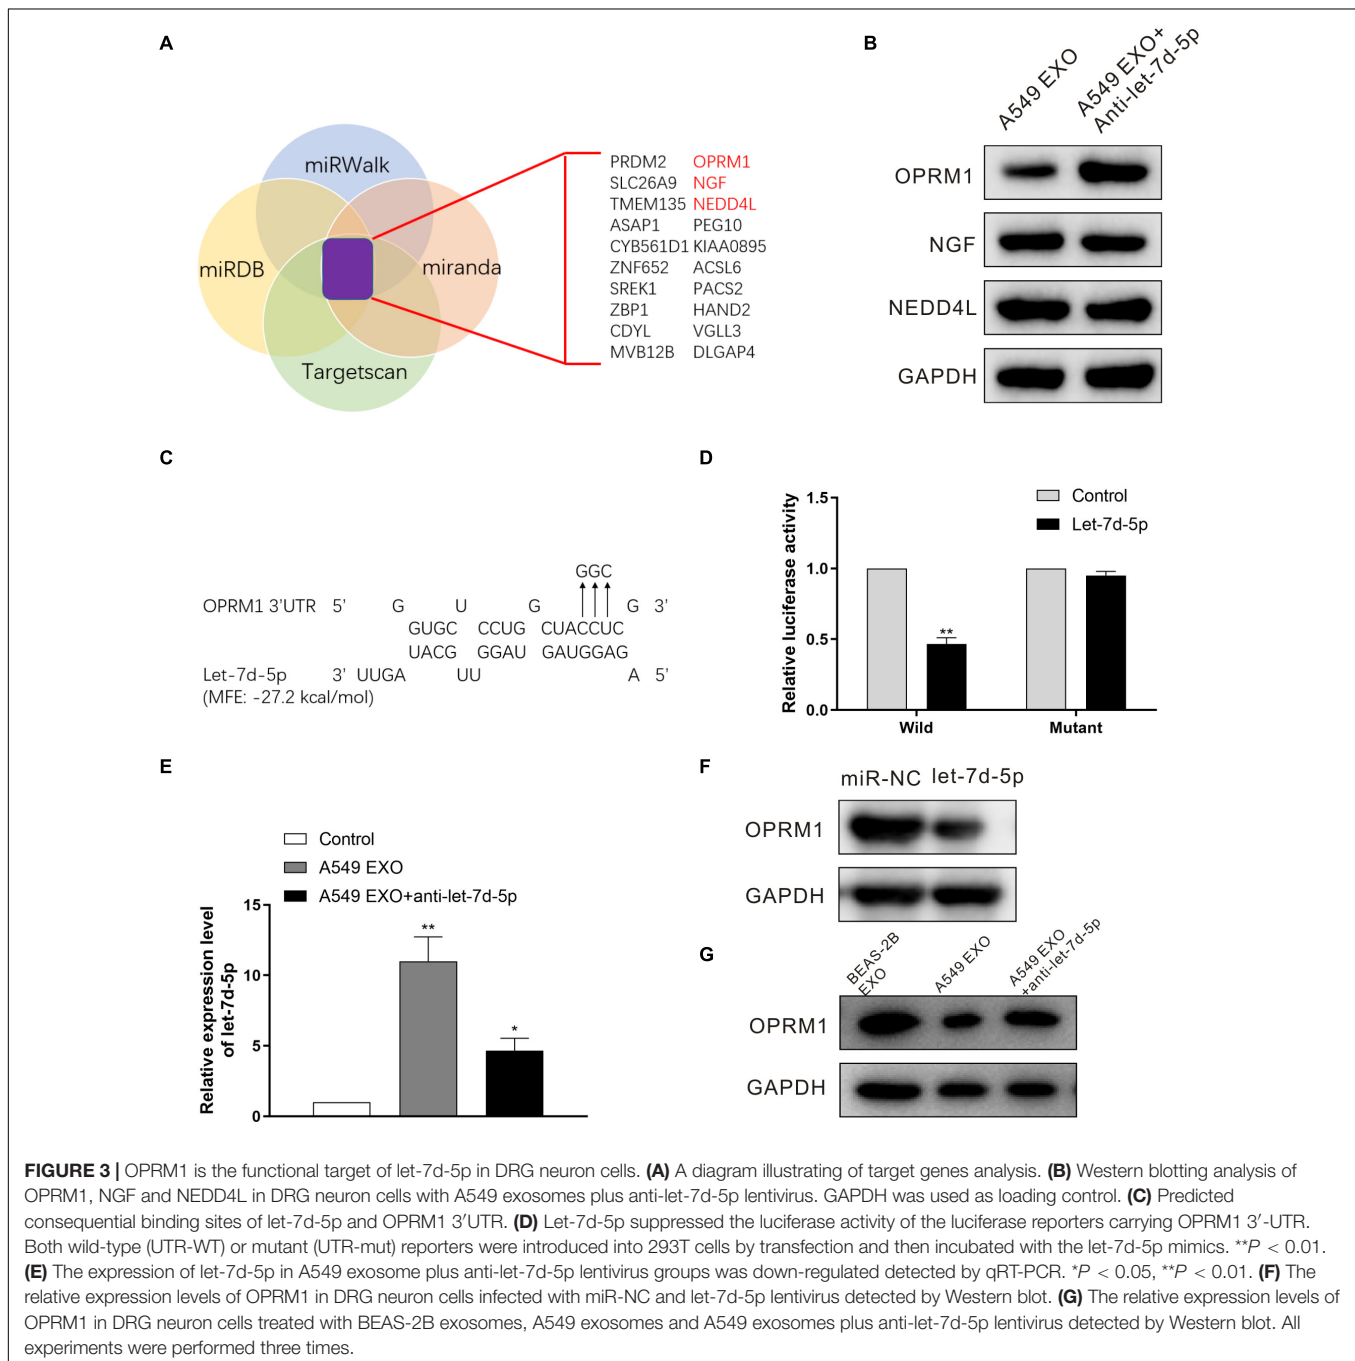 A
miRWalk
miRDB
miranda
Targetscan
PRDM2 OPRM1
SLC26A9 NGF
TMEM135 NEDD4L
ASAP1 PEG10
CYB561D1 KIAA0895
ZNF652 ACSL6
SREK1 PACS2
ZBP1 HAND2
CDYL VGLL3
MVB12B DLGAP4
B
A549 EXO
A549 EXO+
Anti-let-7d-5p
OPRM1
NGF
NEDD4L
GAPDH
C
GGC
OPRM1 3'UTR 5' G U G G 3'
GUGC CCUG CUACCUC
UACG GGAU GAUGGAG
Let-7d-5p 3' UUGA UU A 5'
(MFE: -27.2 kcal/mol)
D
Relative luciferase activity
1.5
1.0
0.5
0.0
Control
Let-7d-5p
**
Wild Mutant
E
Control
A549 EXO
A549 EXO+anti-let-7d-5p
Relative expression level
of let-7d-5p
15
10
5
0
**
*
F
miR-NC let-7d-5p
OPRM1
GAPDH
G
BEAS-2B
EXO
A549 EXO
A549 EXO
+anti-let-7d-5p
OPRM1
GAPDH
FIGURE 3 | OPRM1 is the functional target of let-7d-5p in DRG neuron cells. (A) A diagram illustrating of target genes analysis. (B) Western blotting analysis of
OPRM1, NGF and NEDD4L in DRG neuron cells with A549 exosomes plus anti-let-7d-5p lentivirus. GAPDH was used as loading control. (C) Predicted
consequential binding sites of let-7d-5p and OPRM1 3′UTR. (D) Let-7d-5p suppressed the luciferase activity of the luciferase reporters carrying OPRM1 3′-UTR.
Both wild-type (UTR-WT) or mutant (UTR-mut) reporters were introduced into 293T cells by transfection and then incubated with the let-7d-5p mimics. **P < 0.01.
(E) The expression of let-7d-5p in A549 exosome plus anti-let-7d-5p lentivirus groups was down-regulated detected by qRT-PCR. *P < 0.05, **P < 0.01. (F) The
relative expression levels of OPRM1 in DRG neuron cells infected with miR-NC and let-7d-5p lentivirus detected by Western blot. (G) The relative expression levels of
OPRM1 in DRG neuron cells treated with BEAS-2B exosomes, A549 exosomes and A549 exosomes plus anti-let-7d-5p lentivirus detected by Western blot. All
experiments were performed three times.